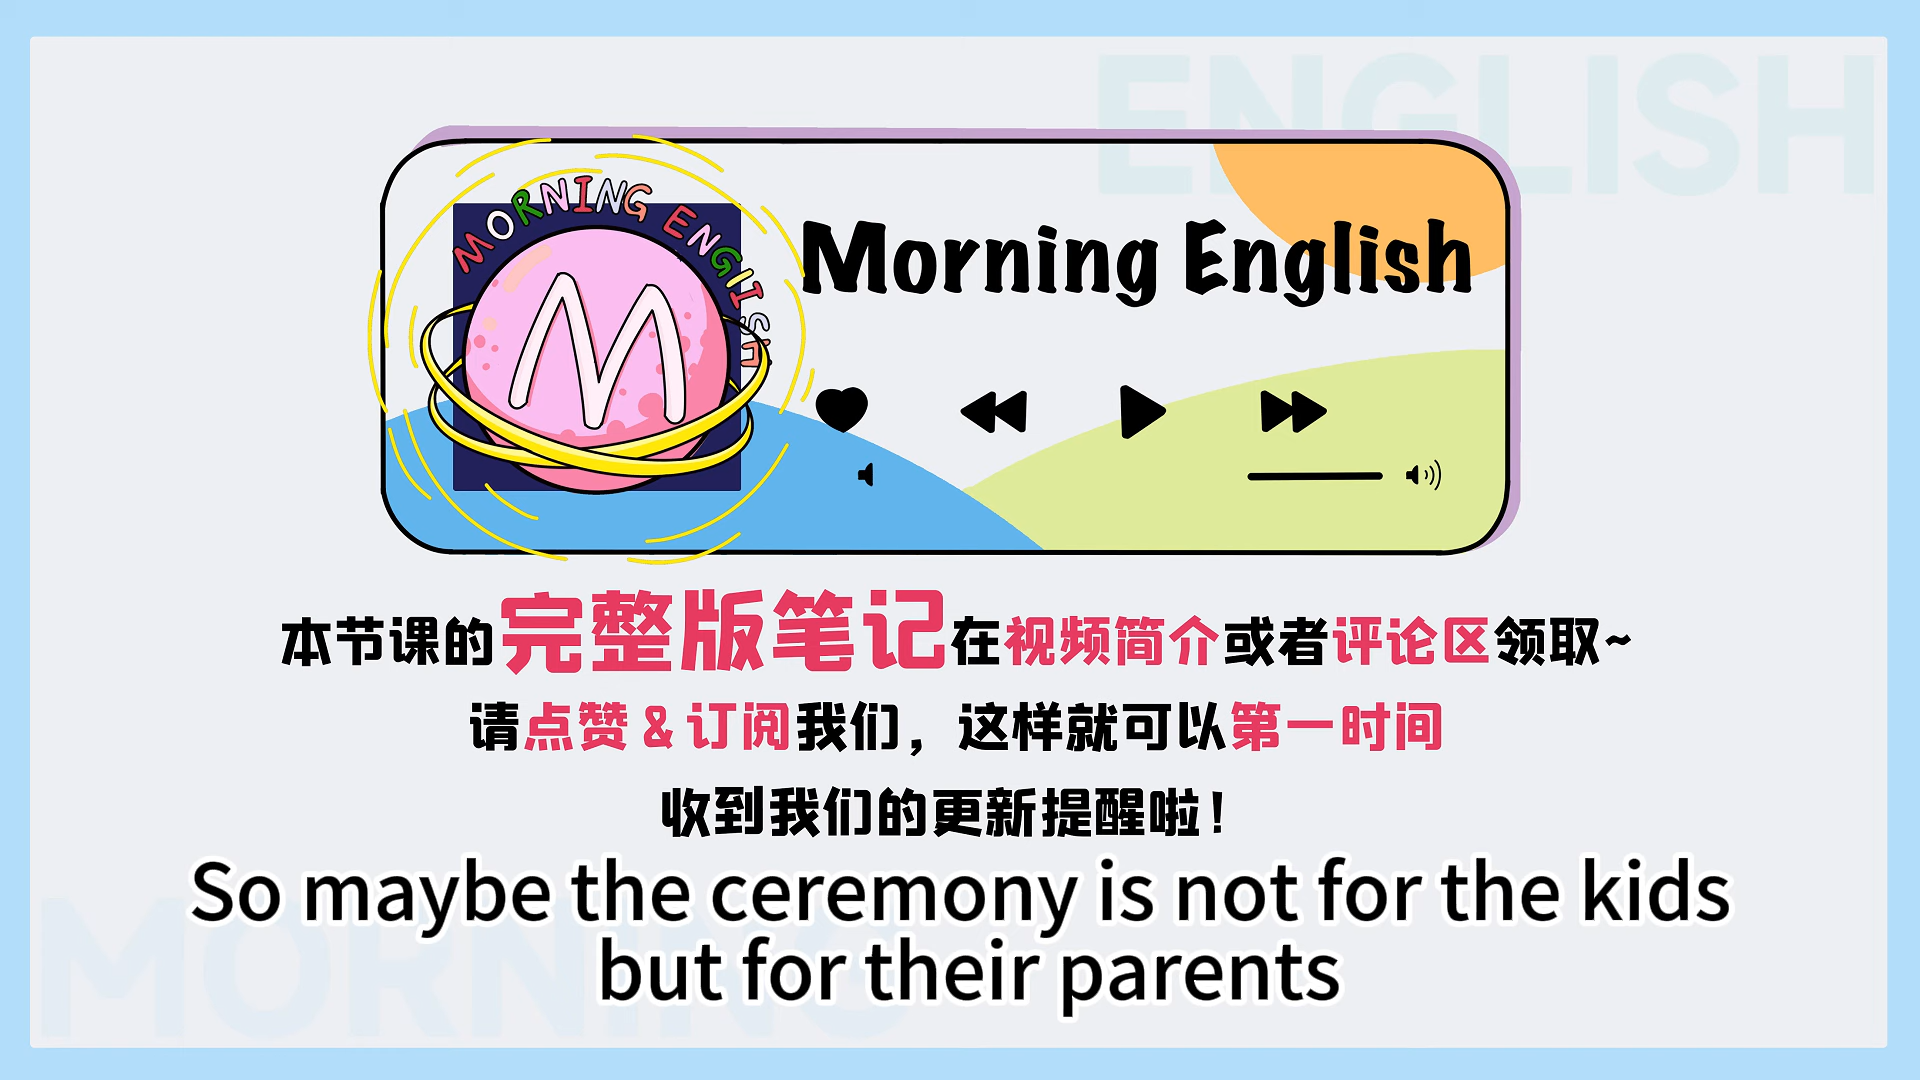 ENGLISH
MORNING ENGLISH
M
Morning English
本节课的完整版笔记在视频简介或者评论区领取~
请点赞&订阅我们，这样就可以第一时间
收到我们的更新提醒啦！
So maybe the ceremony is not for the kids
but for their parents
MORNING